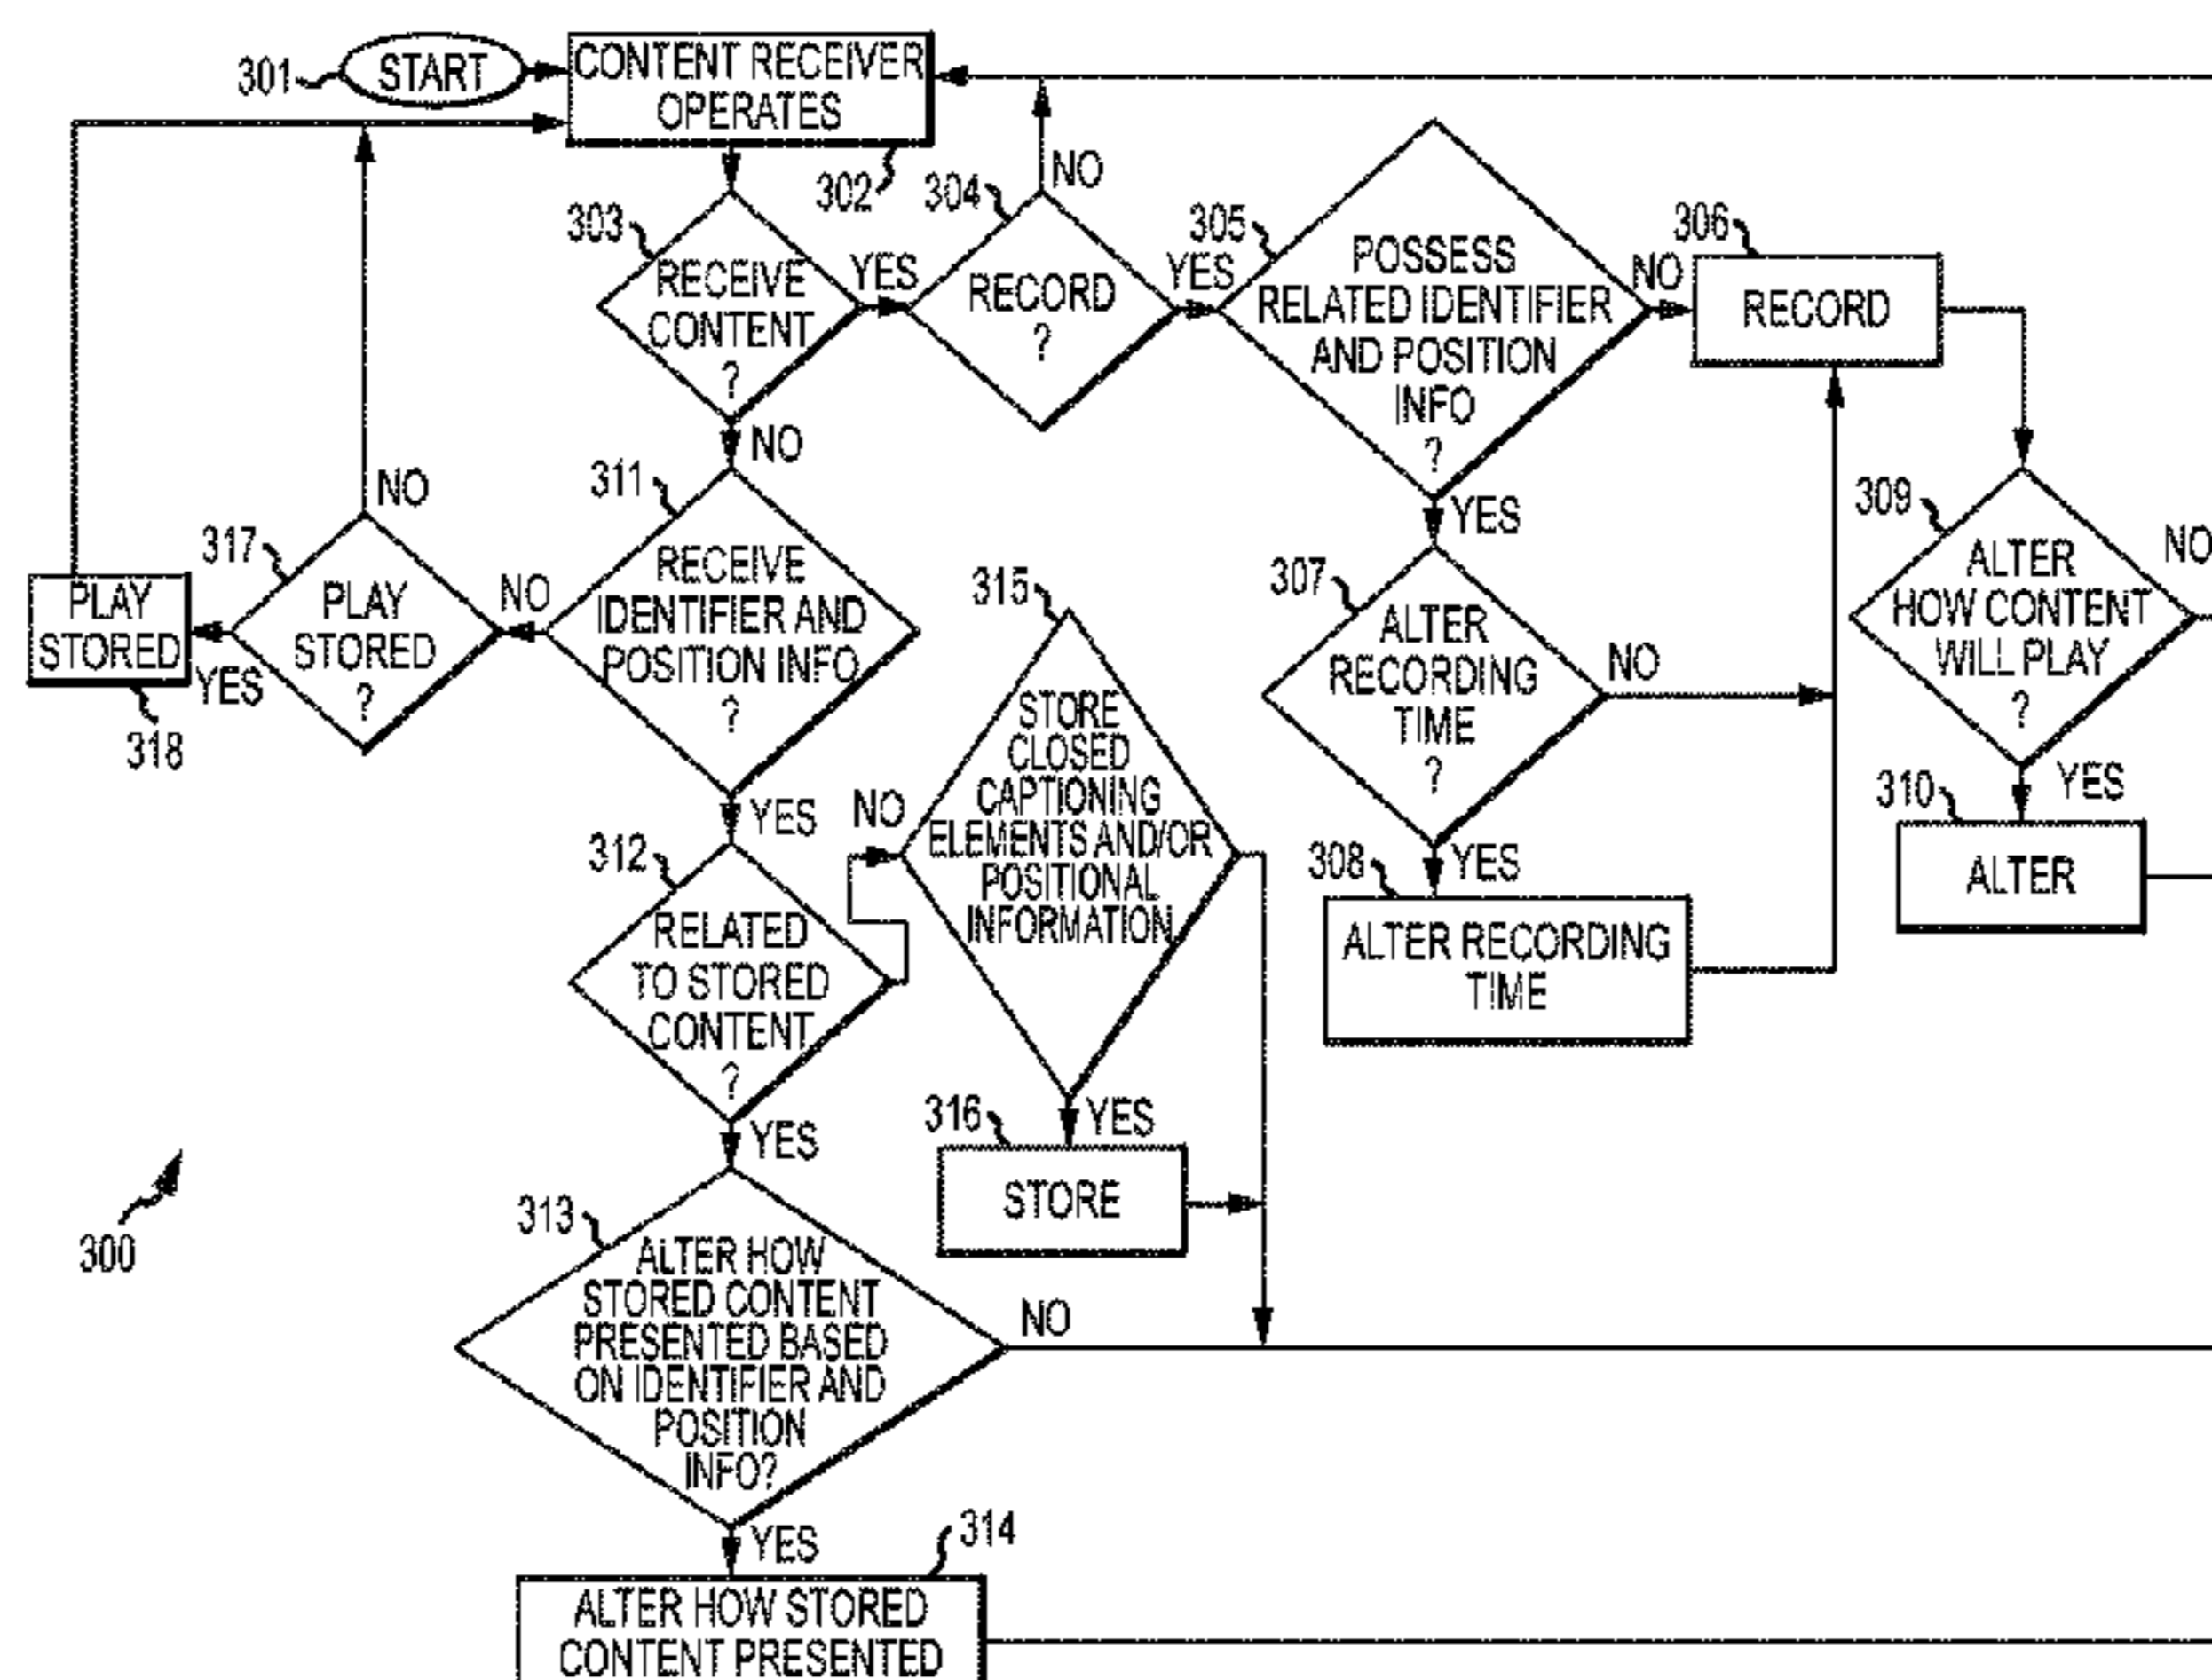 301
START
CONTENT RECEIVER
OPERATES
302
303
RECEIVE
CONTENT
?
YES
NO
304
RECORD
?
NO
YES
305
POSSESS
RELATED IDENTIFIER
AND POSITION
INFO
?
NO
YES
306
RECORD
307
ALTER
RECORDING
TIME
?
NO
YES
308
ALTER RECORDING
TIME
309
ALTER
HOW CONTENT
WILL PLAY
?
NO
YES
310
ALTER
311
RECEIVE
IDENTIFIER AND
POSITION INFO
?
NO
YES
317
PLAY
STORED
?
NO
YES
PLAY
STORED
318
312
RELATED
TO STORED
CONTENT
?
NO
YES
315
STORE
CLOSED
CAPTIONING
ELEMENTS AND/OR
POSITIONAL
INFORMATION
YES
316
STORE
313
ALTER HOW
STORED CONTENT
PRESENTED BASED
ON IDENTIFIER AND
POSITION
INFO?
NO
YES
314
ALTER HOW STORED
CONTENT PRESENTED
300